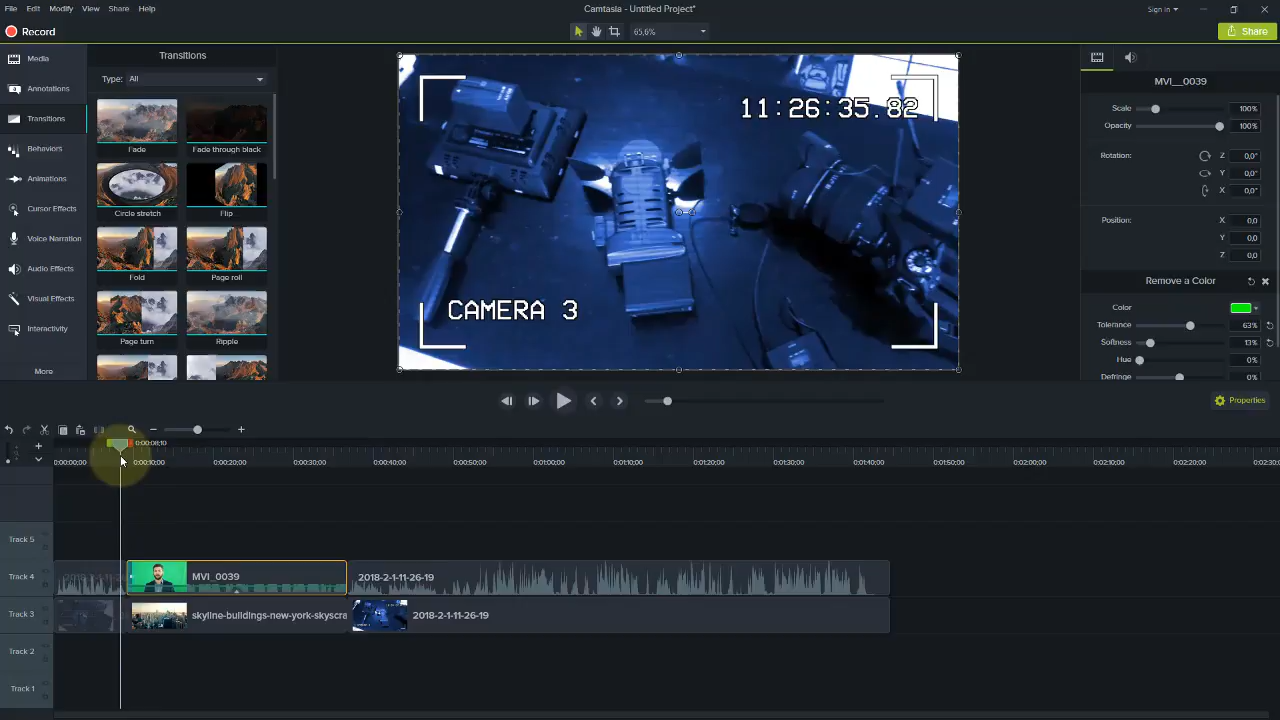 File Edit Modify View Share Help
Camtasia - Untitled Project*
Sign in
Record
65,6%
Share
Media
Annotations
Transitions
Behaviors
Animations
Cursor Effects
Voice Narration
Audio Effects
Visual Effects
Interactivity
More
Transitions
Type: All
Fade
Fade through black
Circle stretch
Flip
Fold
Page roll
Page turn
Ripple
11:26:35.82
CAMERA 3
MVI__0039
Scale 100%
Opacity 100%
Rotation: Z 0,0°
Y 0,0°
X 0,0°
Position: X 0,0
Y 0,0
Z 0,0
Remove a Color
Color
Tolerance 63%
Softness 13%
Hue 0%
Defringe 0%
Properties
0:00:08;10
0:00:00;00 0:00:10;00 0:00:20;00 0:00:30;00 0:00:40;00 0:00:50;00 0:01:00;00 0:01:10;00 0:01:20;00 0:01:30;00 0:01:40;00 0:01:50;00 0:02:00;00 0:02:10;00 0:02:20;00
Track 5
Track 4 MVI_0039 2018-2-1-11-26-19
Track 3 skyline-buildings-new-york-skyscra 2018-2-1-11-26-19
Track 2
Track 1